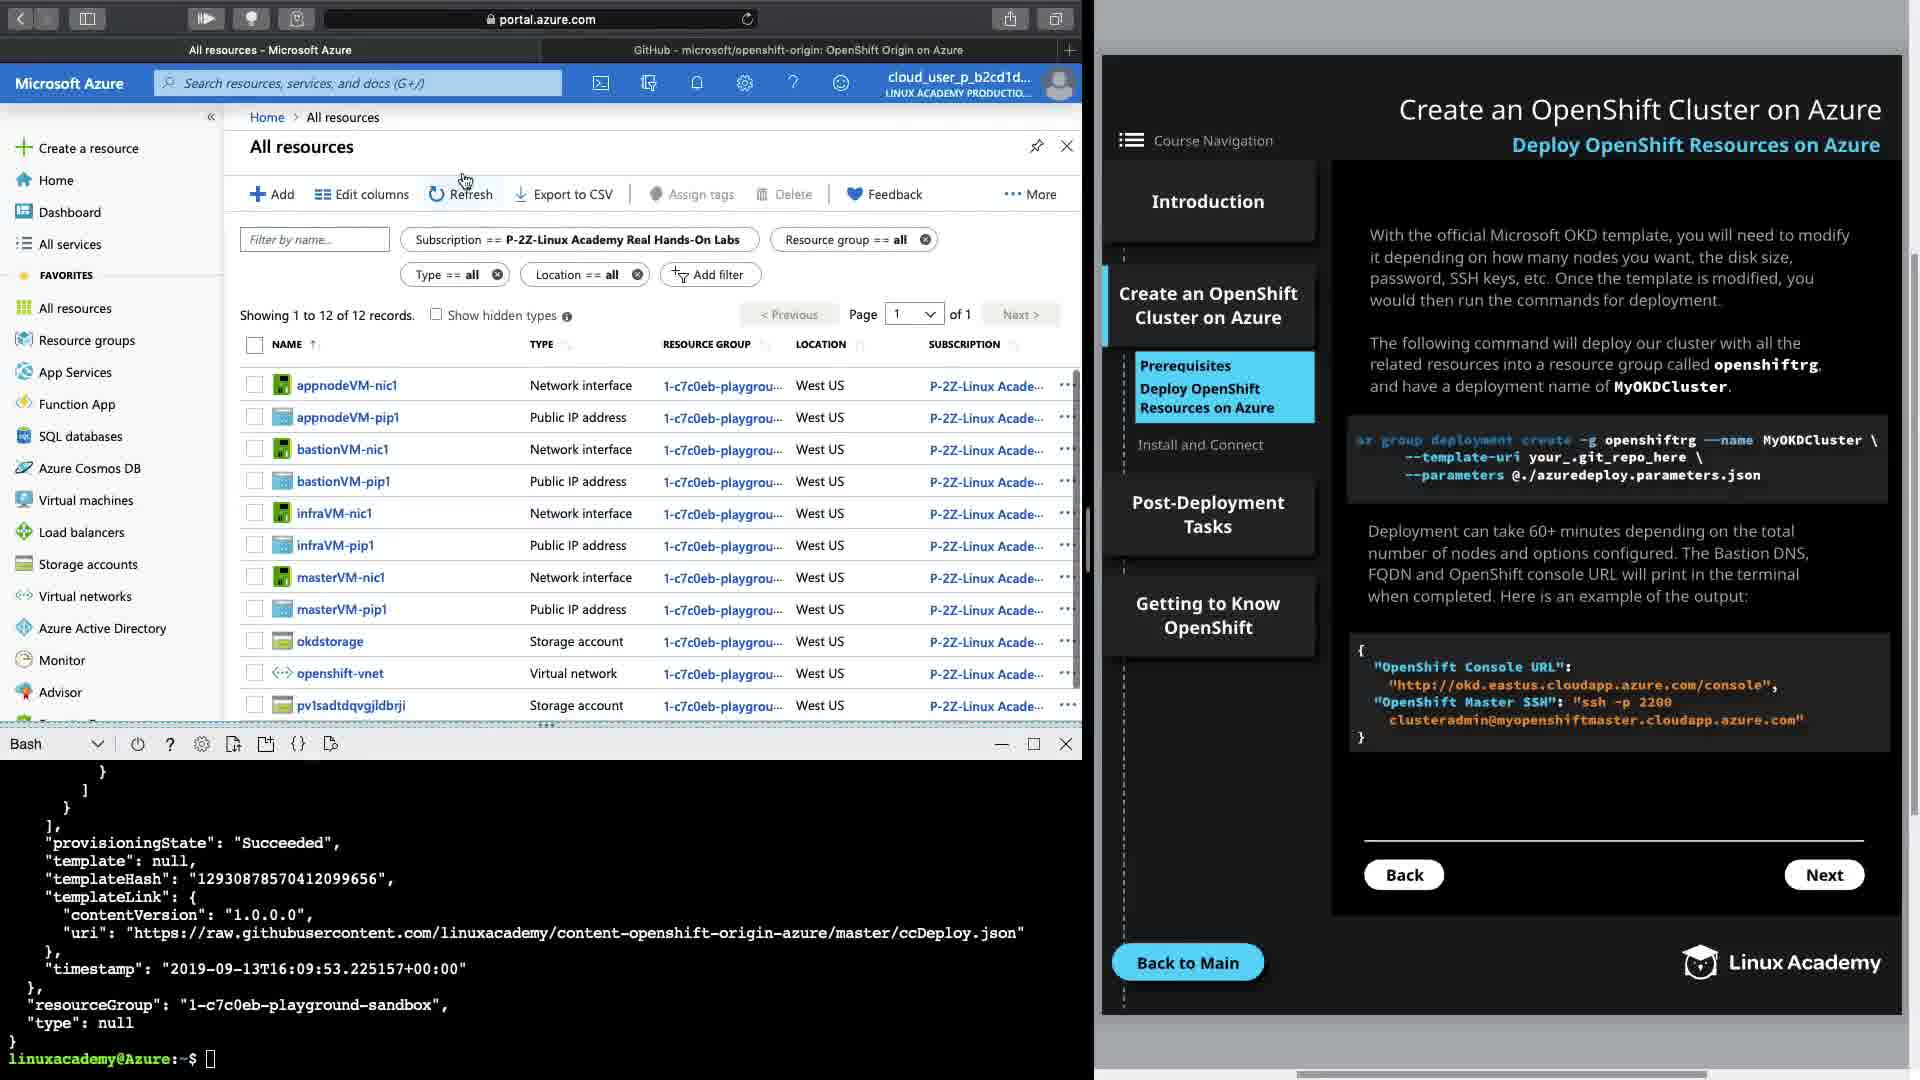 portal.azure.com
All resources - Microsoft Azure
GitHub - microsoft/openshift-origin: OpenShift Origin on Azure
Microsoft Azure
Search resources, services, and docs (G+/)
cloud_user_p_b2cd1d...
LINUX ACADEMY PRODUCTIO...
Create a resource
Home
Dashboard
All services
FAVORITES
All resources
Resource groups
App Services
Function App
SQL databases
Azure Cosmos DB
Virtual machines
Load balancers
Storage accounts
Virtual networks
Azure Active Directory
Monitor
Advisor
Home > All resources
All resources
Add Edit columns Refresh Export to CSV Assign tags Delete Feedback ··· More
Filter by name... Subscription == P-2Z-Linux Academy Real Hands-On Labs Resource group == all
Type == all Location == all Add filter
Showing 1 to 12 of 12 records. Show hidden types < Previous Page 1 of 1 Next >
NAME TYPE RESOURCE GROUP LOCATION SUBSCRIPTION
appnodeVM-nic1 Network interface 1-c7c0eb-playgrou... West US P-2Z-Linux Acade...
appnodeVM-pip1 Public IP address 1-c7c0eb-playgrou... West US P-2Z-Linux Acade...
bastionVM-nic1 Network interface 1-c7c0eb-playgrou... West US P-2Z-Linux Acade...
bastionVM-pip1 Public IP address 1-c7c0eb-playgrou... West US P-2Z-Linux Acade...
infraVM-nic1 Network interface 1-c7c0eb-playgrou... West US P-2Z-Linux Acade...
infraVM-pip1 Public IP address 1-c7c0eb-playgrou... West US P-2Z-Linux Acade...
masterVM-nic1 Network interface 1-c7c0eb-playgrou... West US P-2Z-Linux Acade...
masterVM-pip1 Public IP address 1-c7c0eb-playgrou... West US P-2Z-Linux Acade...
okdstorage Storage account 1-c7c0eb-playgrou... West US P-2Z-Linux Acade...
openshift-vnet Virtual network 1-c7c0eb-playgrou... West US P-2Z-Linux Acade...
pv1sadtdqvgjldbrji Storage account 1-c7c0eb-playgrou... West US P-2Z-Linux Acade...
Bash
}
]
}
],
"provisioningState": "Succeeded",
"template": null,
"templateHash": "12930878570412099656",
"templateLink": {
"contentVersion": "1.0.0.0",
"uri": "https://raw.githubusercontent.com/linuxacademy/content-openshift-origin-azure/master/ccDeploy.json"
},
"timestamp": "2019-09-13T16:09:53.225157+00:00"
},
"resourceGroup": "1-c7c0eb-playground-sandbox",
"type": null
}
linuxacademy@Azure:~$
Create an OpenShift Cluster on Azure
Deploy OpenShift Resources on Azure
Course Navigation
Introduction
Create an OpenShift
Cluster on Azure
Prerequisites
Deploy OpenShift
Resources on Azure
Install and Connect
Post-Deployment
Tasks
Getting to Know
OpenShift
Back to Main
With the official Microsoft OKD template, you will need to modify
it depending on how many nodes you want, the disk size,
password, SSH keys, etc. Once the template is modified, you
would then run the commands for deployment.
The following command will deploy our cluster with all the
related resources into a resource group called openshiftrg,
and have a deployment name of MyOKDCluster.
az group deployment create -g openshiftrg --name MyOKDCluster \
--template-uri your_.git_repo_here \
--parameters @./azuredeploy.parameters.json
Deployment can take 60+ minutes depending on the total
number of nodes and options configured. The Bastion DNS,
FQDN and OpenShift console URL will print in the terminal
when completed. Here is an example of the output:
{
"OpenShift Console URL":
"http://okd.eastus.cloudapp.azure.com/console",
"OpenShift Master SSH": "ssh -p 2200
clusteradmin@myopenshiftmaster.cloudapp.azure.com"
}
Back
Next
Linux Academy